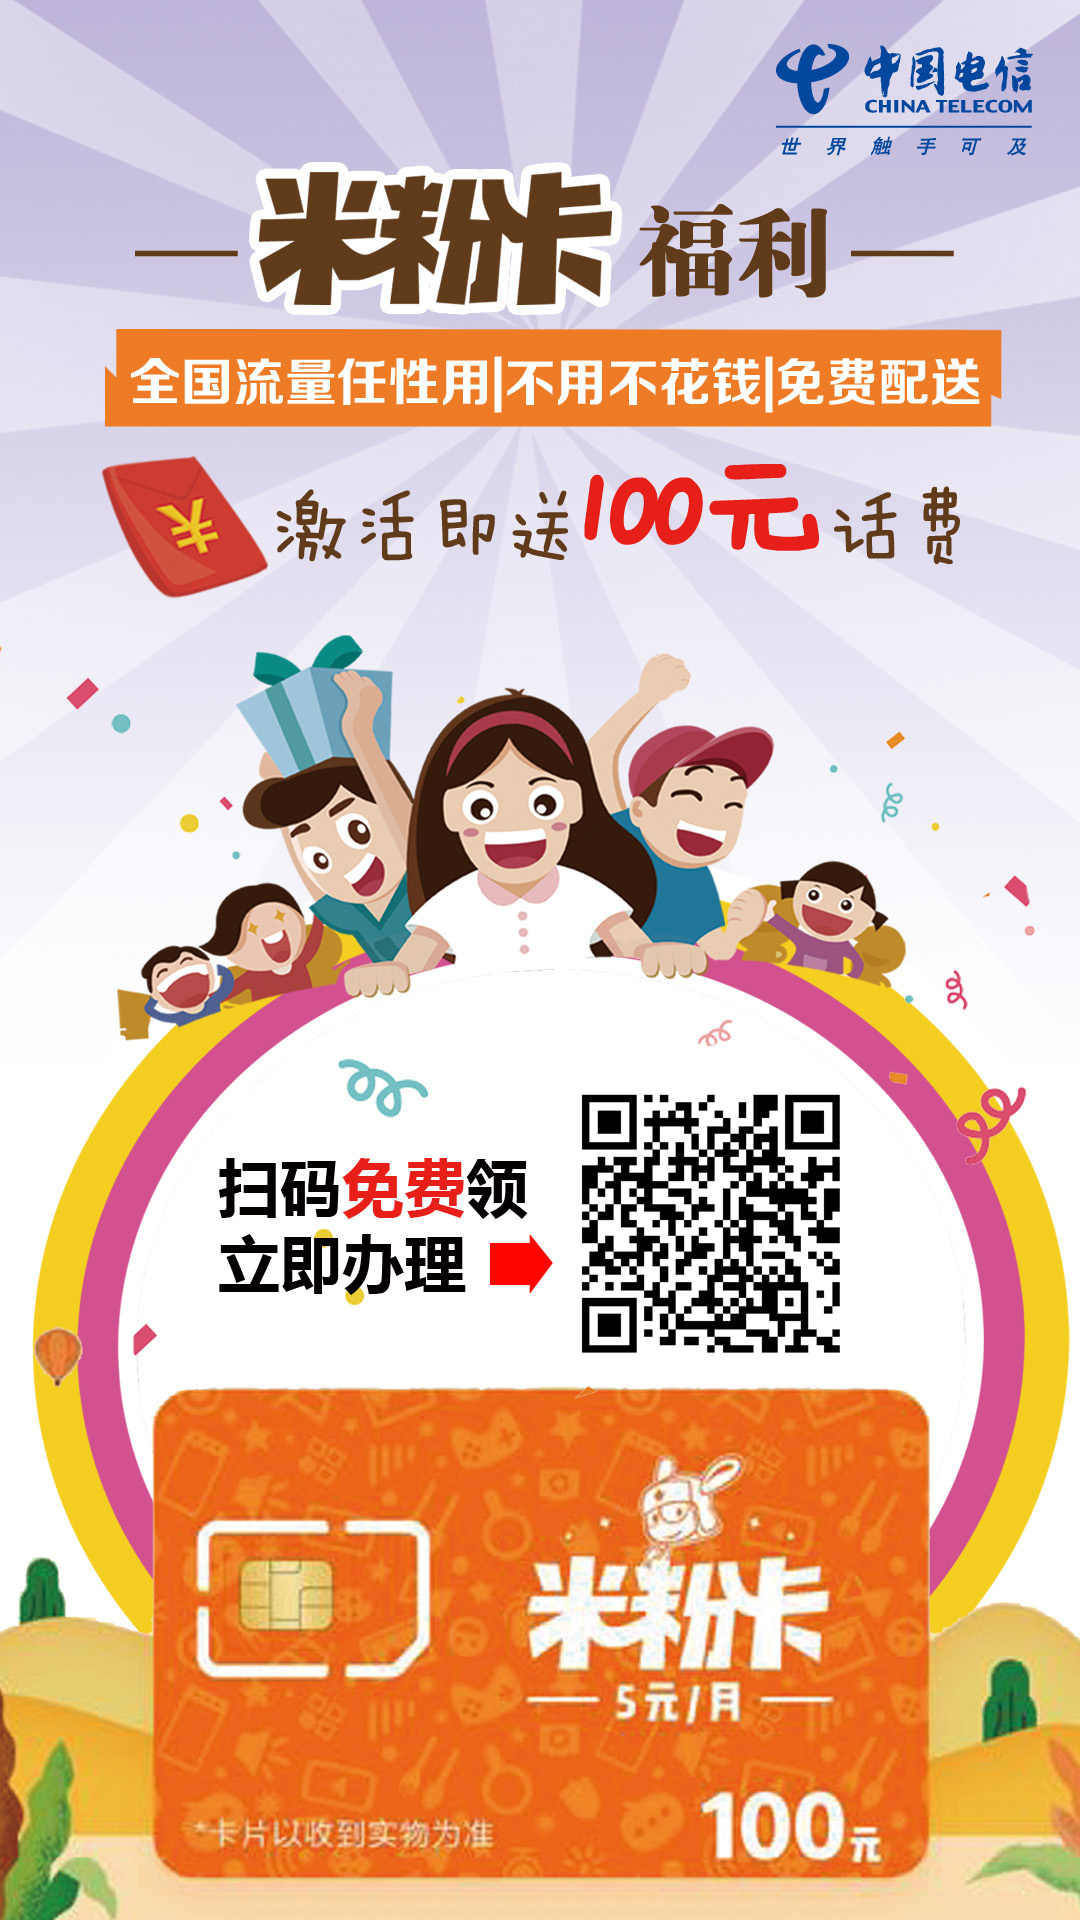 中国电信
CHINA TELECOM
世界触手可及
米粉卡福利
全国流量任性用|不用不花钱|免费配送
¥
激活即送100元话费
扫码免费领
立即办理
米粉卡
5元/月
100元
*卡片以收到实物为准